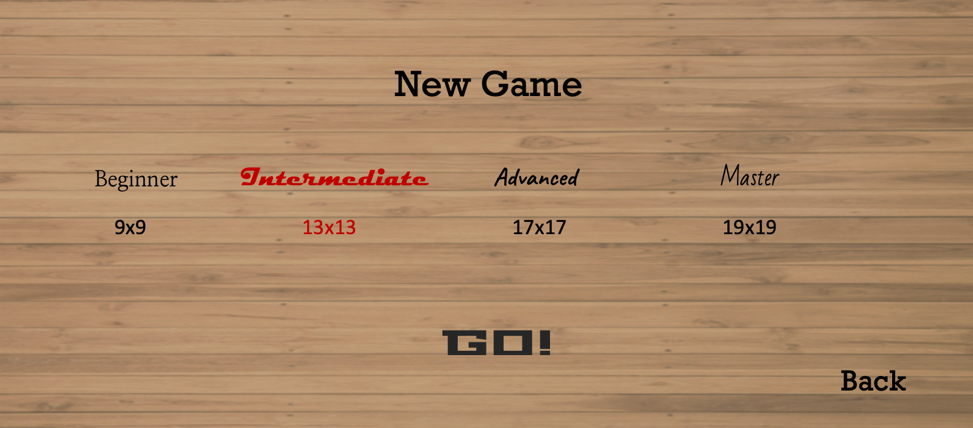 New Game
Beginner Intermediate Advanced Master
9x9 13x13 17x17 19x19
GO!
Back